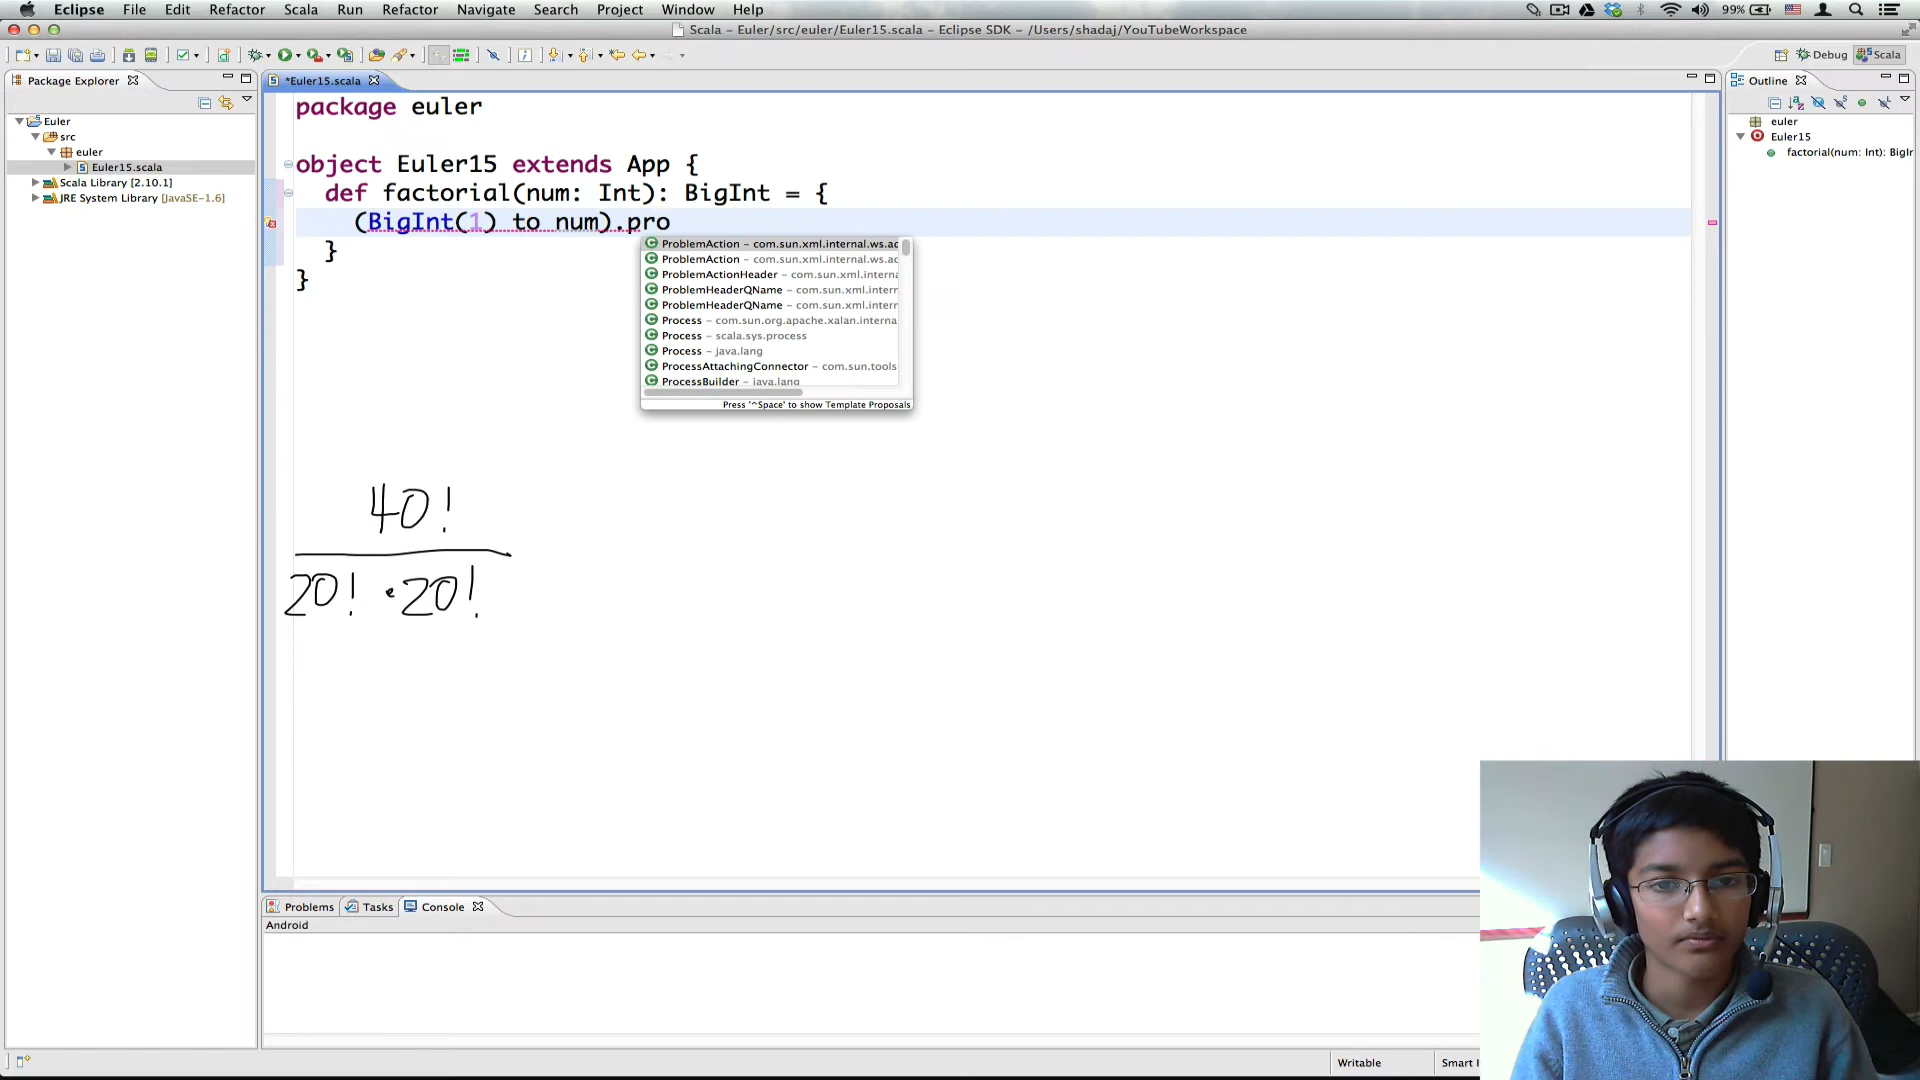 Eclipse File Edit Refactor Scala Run Refactor Navigate Search Project Window Help 99%
Scala – Euler/src/euler/Euler15.scala – Eclipse SDK – /Users/shadaj/YouTubeWorkspace
Debug Scala
Package Explorer
Euler
src
euler
Euler15.scala
Scala Library [2.10.1]
JRE System Library [JavaSE-1.6]
*Euler15.scala
package euler
object Euler15 extends App {
def factorial(num: Int): BigInt = {
(BigInt(1) to num).pro
}
}
ProblemAction – com.sun.xml.internal.ws.ac
ProblemAction – com.sun.xml.internal.ws.ac
ProblemActionHeader – com.sun.xml.interna
ProblemHeaderQName – com.sun.xml.intern
ProblemHeaderQName – com.sun.xml.intern
Process – com.sun.org.apache.xalan.interna
Process – scala.sys.process
Process – java.lang
ProcessAttachingConnector – com.sun.tools
ProcessBuilder – java.lang
Press '^Space' to show Template Proposals
40!
20! · 20!
Outline
euler
Euler15
factorial(num: Int): BigIn
Problems Tasks Console
Android
Writable Smart I